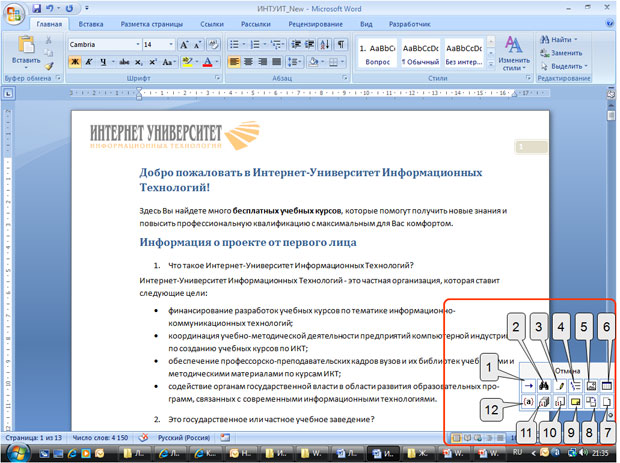 ИНТУИТ_New - Microsoft Word
Главная Вставка Разметка страницы Ссылки Рассылки Рецензирование Вид Разработчик
Cambria 14
Вставить
Ж К Ч
1. AaBbCc AaBbCcDc AaBbCcDc
Вопрос ¶ Обычный Без интер...
Изменить стили
Найти
Заменить
Выделить
Буфер обмена Шрифт Абзац Стили Редактирование
ИНТЕРНЕТ УНИВЕРСИТЕТ
ИНФОРМАЦИОННЫХ ТЕХНОЛОГИЙ
1
Добро пожаловать в Интернет-Университет Информационных
Технологий!
Здесь Вы найдете много бесплатных учебных курсов, которые помогут получить новые знания и
повысить профессиональную квалификацию с максимальным для Вас комфортом.
Информация о проекте от первого лица
1. Что такое Интернет-Университет Информационных Технологий?
Интернет-Университет Информационных Технологий - это частная организация, которая ставит
следующие цели:
• финансирование разработок учебных курсов по тематике информационно-
коммуникационных технологий;
• координация учебно-методической деятельности предприятий компьютерной индустрии
по созданию учебных курсов по ИКТ;
• обеспечение профессорско-преподавательских кадров вузов и их библиотек учебными и
методическими материалами по курсам ИКТ;
• содействие органам государственной власти в области развития образовательных про-
грамм, связанных с современными информационными технологиями.
2. Это государственное или частное учебное заведение?
2 3 4 5 6
1
Отмена
12
11 10 9 8 7
Страница: 1 из 13 Число слов: 4 150 Русский (Россия)
RU 21:35